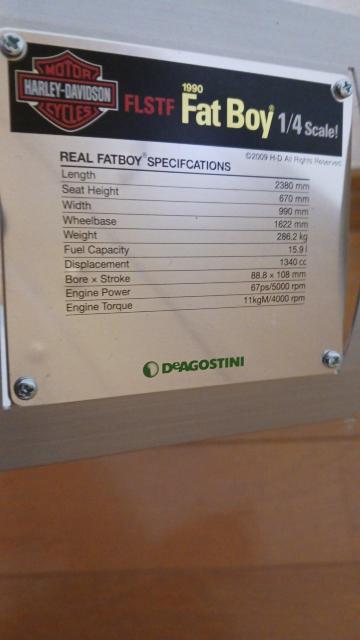 MOTOR
HARLEY-DAVIDSON
CYCLES
FLSTF 1990 Fat Boy® 1/4 Scale!
©2009 H-D All Rights Reserved
REAL FATBOY® SPECIFCATIONS
Length 2380 mm
Seat Height 670 mm
Width 990 mm
Wheelbase 1622 mm
Weight 286.2 kg
Fuel Capacity 15.9 l
Displacement 1340 cc
Bore × Stroke 88.8 × 108 mm
Engine Power 67ps/5000 rpm
Engine Torque 11kgM/4000 rpm
DeAGOSTINI